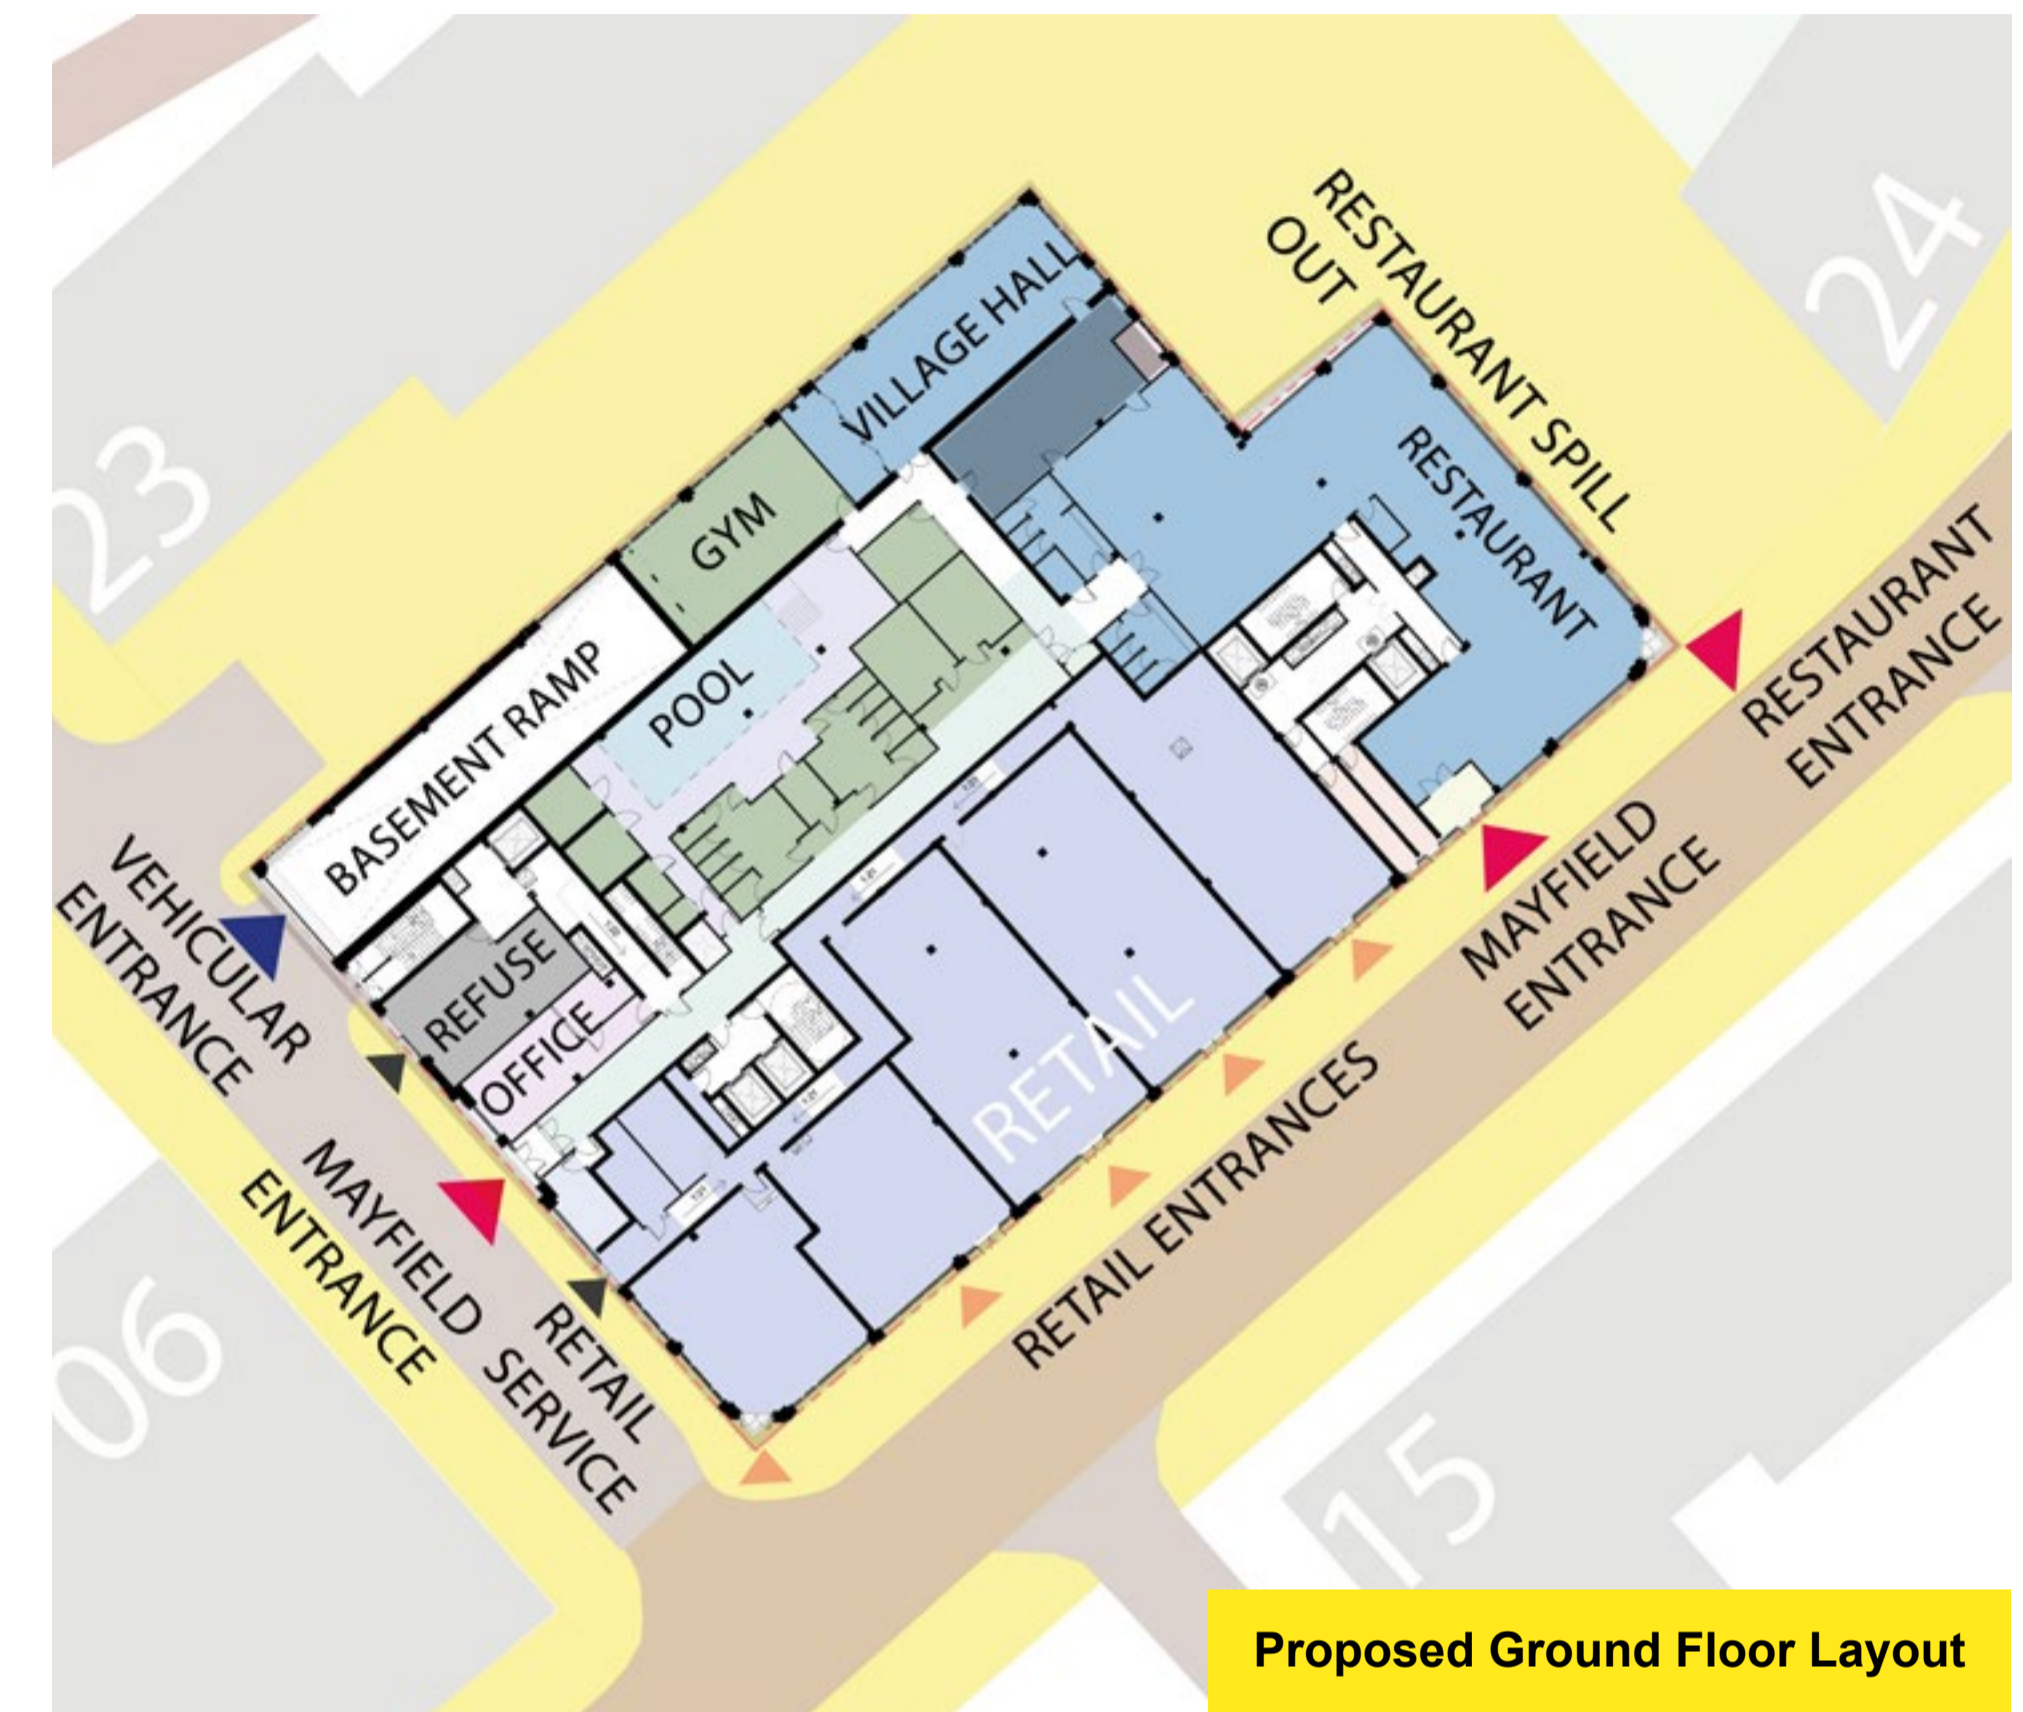 RESTAURANT SPILL
OUT
24
VILLAGE HALL
RESTAURANT
23
GYM
RESTAURANT
ENTRANCE
POOL
BASEMENT RAMP
VEHICULAR
ENTRANCE
MAYFIELD
ENTRANCE
REFUSE
OFFICE
RETAIL
MAYFIELD
ENTRANCE
RETAIL ENTRANCES
RETAIL
SERVICE
06
15
Proposed Ground Floor Layout